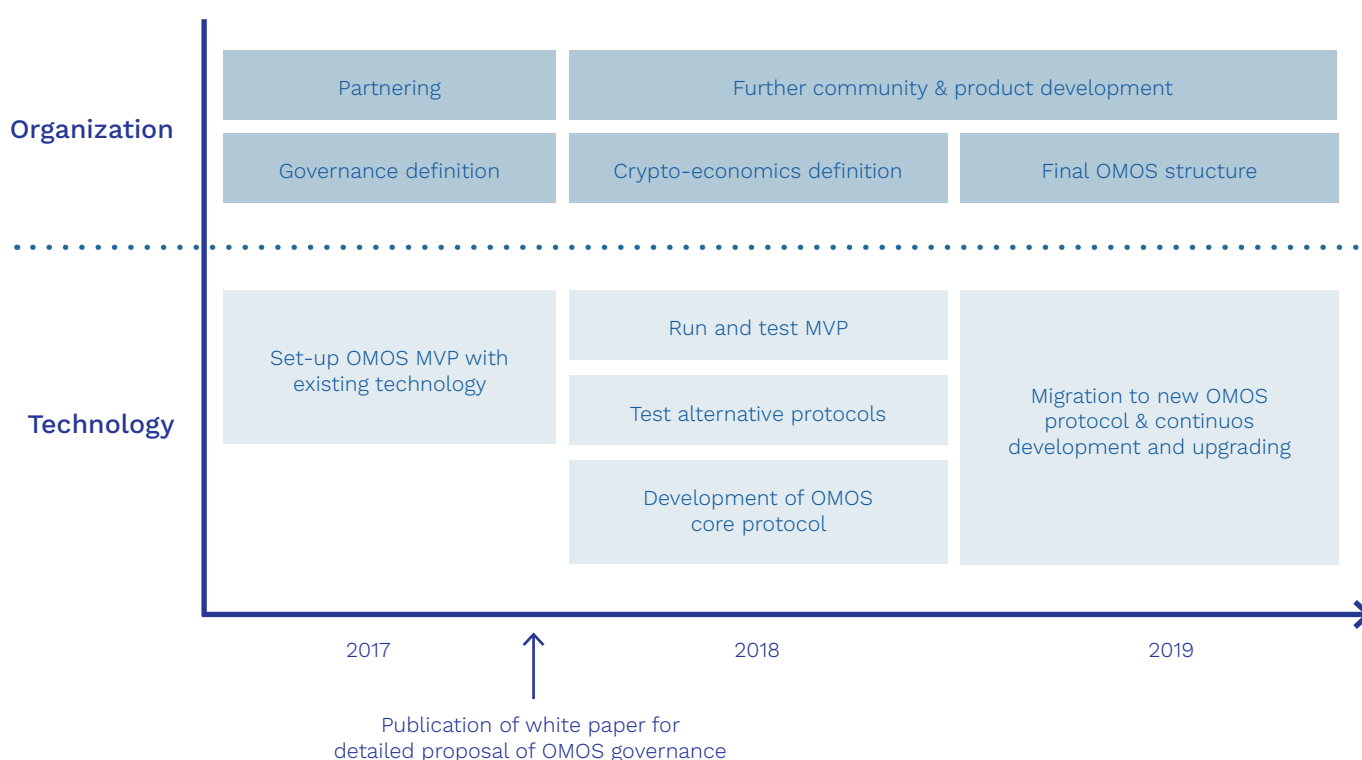 Organization
Partnering
Further community & product development
Governance definition
Crypto-economics definition
Final OMOS structure
Technology
Set-up OMOS MVP with
existing technology
Run and test MVP
Test alternative protocols
Development of OMOS
core protocol
Migration to new OMOS
protocol & continuos
development and upgrading
2017
2018
2019
Publication of white paper for
detailed proposal of OMOS governance